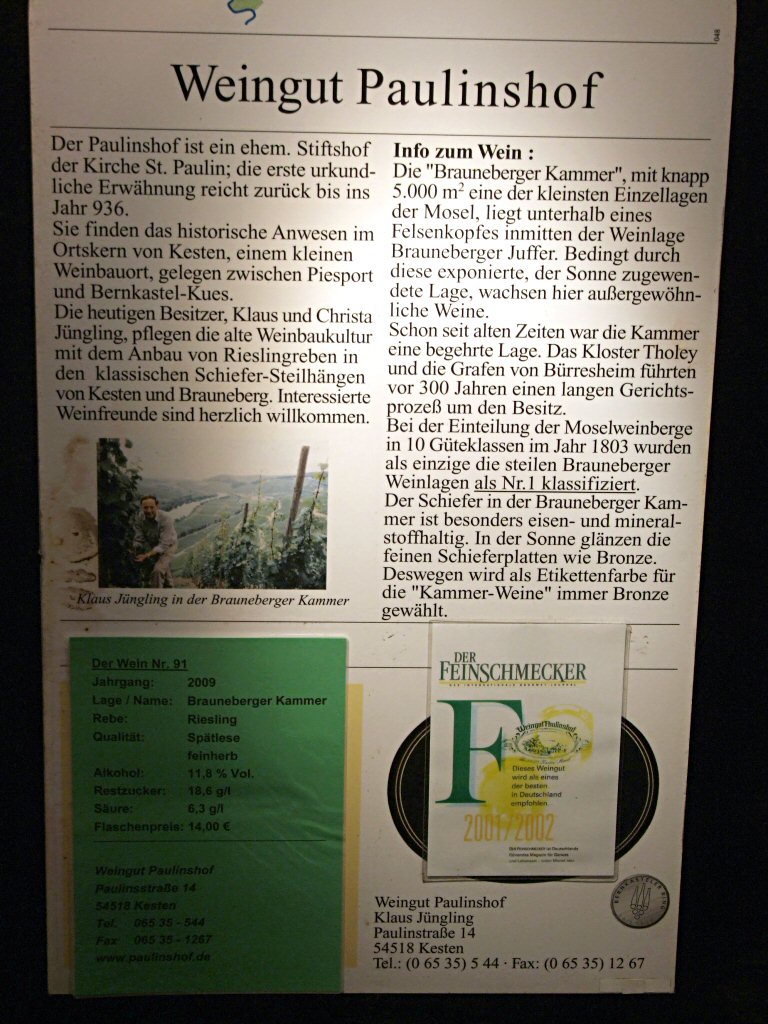 048
Weingut Paulinshof
Der Paulinshof ist ein ehem. Stiftshof
der Kirche St. Paulin; die erste urkund-
liche Erwähnung reicht zurück bis ins
Jahr 936.
Sie finden das historische Anwesen im
Ortskern von Kesten, einem kleinen
Weinbauort, gelegen zwischen Piesport
und Bernkastel-Kues.
Die heutigen Besitzer, Klaus und Christa
Jüngling, pflegen die alte Weinbaukultur
mit dem Anbau von Rieslingreben in
den klassischen Schiefer-Steilhängen
von Kesten und Brauneberg. Interessierte
Weinfreunde sind herzlich willkommen.
Klaus Jüngling in der Brauneberger Kammer
Info zum Wein :
Die "Brauneberger Kammer", mit knapp
5.000 m² eine der kleinsten Einzellagen
der Mosel, liegt unterhalb eines
Felsenkopfes inmitten der Weinlage
Brauneberger Juffer. Bedingt durch
diese exponierte, der Sonne zugewen-
dete Lage, wachsen hier außergewöhn-
liche Weine.
Schon seit alten Zeiten war die Kammer
eine begehrte Lage. Das Kloster Tholey
und die Grafen von Bürresheim führten
vor 300 Jahren einen langen Gerichts-
prozeß um den Besitz.
Bei der Einteilung der Moselweinberge
in 10 Güteklassen im Jahr 1803 wurden
als einzige die steilen Brauneberger
Weinlagen als Nr.1 klassifiziert.
Der Schiefer in der Brauneberger Kam-
mer ist besonders eisen- und mineral-
stoffhaltig. In der Sonne glänzen die
feinen Schieferplatten wie Bronze.
Deswegen wird als Etikettenfarbe für
die "Kammer-Weine" immer Bronze
gewählt.
Der Wein Nr. 91
Jahrgang: 2009
Lage / Name: Brauneberger Kammer
Rebe: Riesling
Qualität: Spätlese
feinherb
Alkohol: 11,8 % Vol.
Restzucker: 18,6 g/l
Säure: 6,3 g/l
Flaschenpreis: 14,00 €
Weingut Paulinshof
Paulinsstraße 14
54518 Kesten
Tel. 065 35 - 544
Fax 065 35 - 1267
www.paulinshof.de
DER
FEINSCHMECKER
F
Weingut Paulinshof
Dieses Weingut
wird als eines
der besten
in Deutschland
empfohlen.
2001/2002
DER FEINSCHMECKER ist Deutschlands
führendes Magazin für Genuss
BERNKASTELER RING
Weingut Paulinshof
Klaus Jüngling
Paulinstraße 14
54518 Kesten
Tel.: (0 65 35) 5 44 · Fax: (0 65 35) 12 67